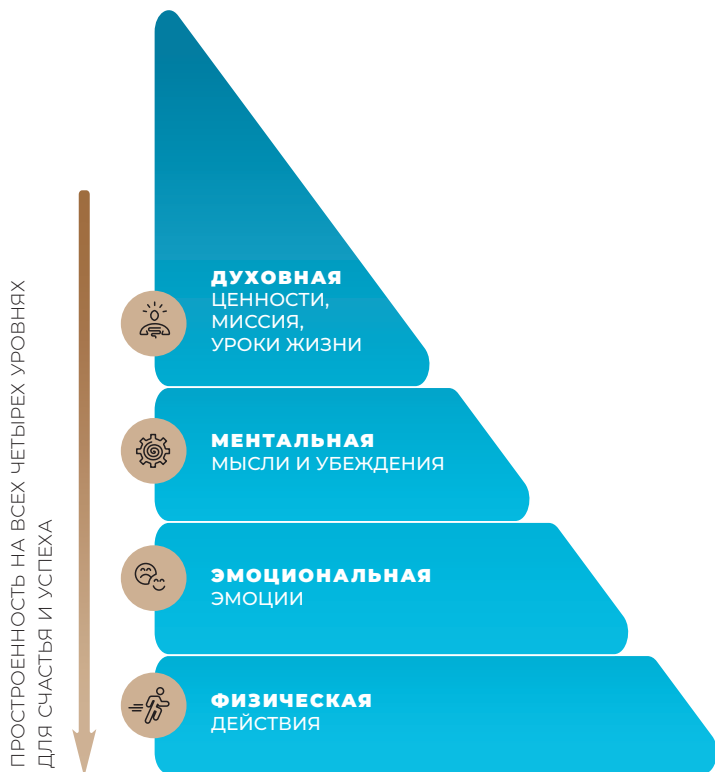 ПРОСТРОЕННОСТЬ НА ВСЕХ ЧЕТЫРЕХ УРОВНЯХ
ДЛЯ СЧАСТЬЯ И УСПЕХА
ДУХОВНАЯ
ЦЕННОСТИ,
МИССИЯ,
УРОКИ ЖИЗНИ
МЕНТАЛЬНАЯ
МЫСЛИ И УБЕЖДЕНИЯ
ЭМОЦИОНАЛЬНАЯ
ЭМОЦИИ
ФИЗИЧЕСКАЯ
ДЕЙСТВИЯ